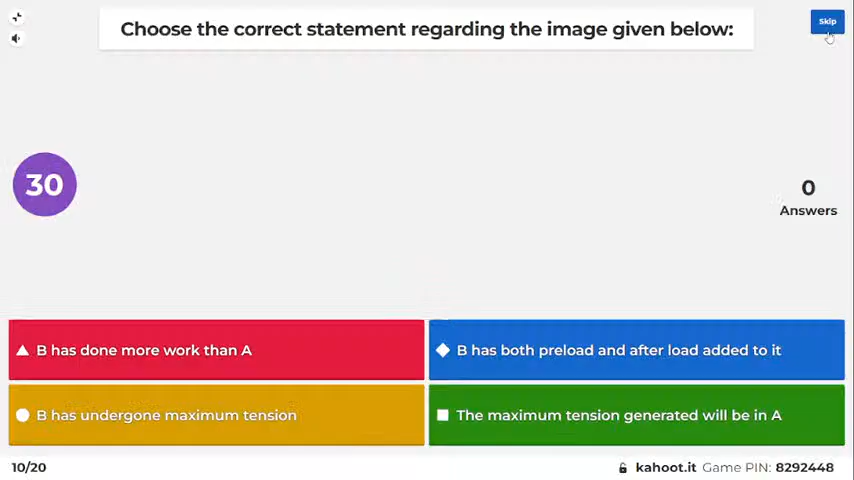 Choose the correct statement regarding the image given below:
Skip
30
0
Answers
B has done more work than A
B has both preload and after load added to it
B has undergone maximum tension
The maximum tension generated will be in A
10/20
kahoot.it Game PIN: 8292448